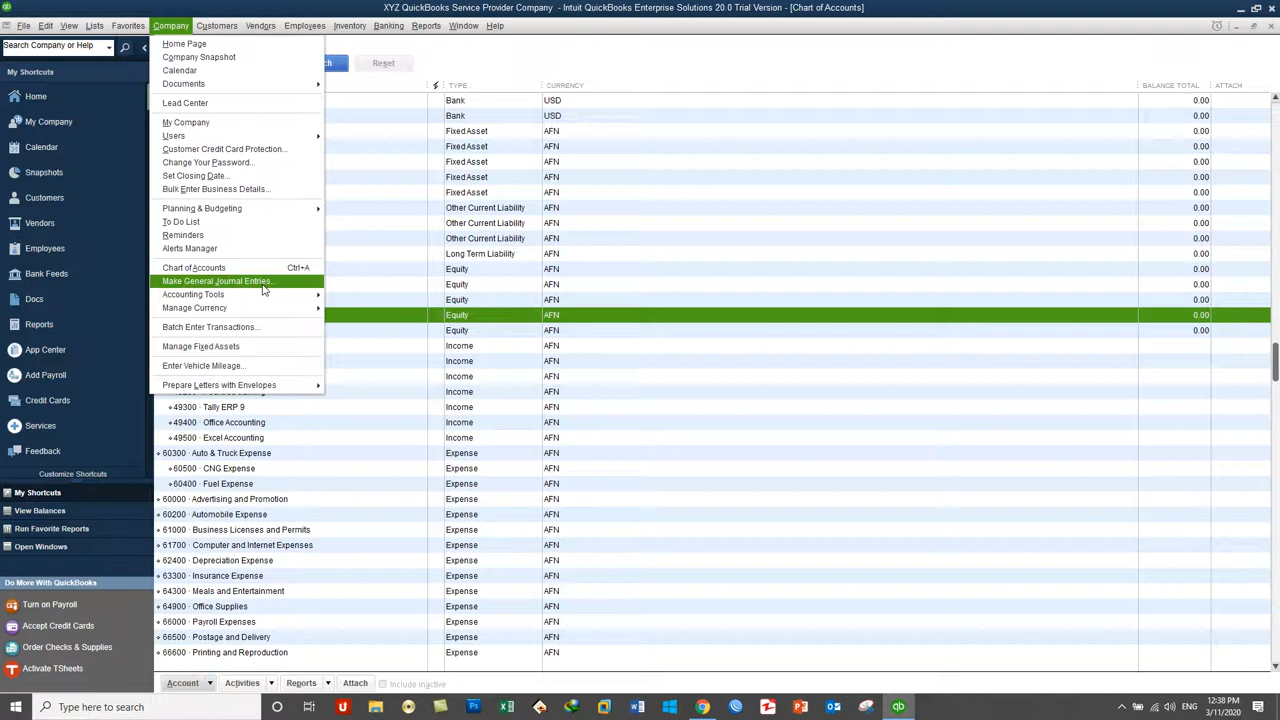 XYZ QuickBooks Service Provider Company - Intuit QuickBooks Enterprise Solutions 20.0 Trial Version - [Chart of Accounts]
File Edit View Lists Favorites Company Customers Vendors Employees Inventory Banking Reports Window Help
Search Company or Help
My Shortcuts
Home
My Company
Calendar
Snapshots
Customers
Vendors
Employees
Bank Feeds
Docs
Reports
App Center
Add Payroll
Credit Cards
Services
Feedback
Customize Shortcuts
My Shortcuts
View Balances
Run Favorite Reports
Open Windows
Do More With QuickBooks
Turn on Payroll
Accept Credit Cards
Order Checks & Supplies
Activate TSheets
Home Page
Company Snapshot
Calendar
Documents
Lead Center
My Company
Users
Customer Credit Card Protection...
Change Your Password...
Set Closing Date...
Bulk Enter Business Details...
Planning & Budgeting
To Do List
Reminders
Alerts Manager
Chart of Accounts Ctrl+A
Make General Journal Entries...
Accounting Tools
Manage Currency
Batch Enter Transactions...
Manage Fixed Assets
Enter Vehicle Mileage...
Prepare Letters with Envelopes
Reset
TYPE CURRENCY BALANCE TOTAL ATTACH
Bank USD 0.00
Bank USD 0.00
Fixed Asset AFN 0.00
Fixed Asset AFN 0.00
Fixed Asset AFN 0.00
Fixed Asset AFN 0.00
Fixed Asset AFN 0.00
Other Current Liability AFN 0.00
Other Current Liability AFN 0.00
Other Current Liability AFN 0.00
Long Term Liability AFN 0.00
Equity AFN 0.00
Equity AFN 0.00
Equity AFN 0.00
Equity AFN 0.00
Equity AFN 0.00
Income AFN
Income AFN
Income AFN
Income AFN
49300 · Tally ERP 9 Income AFN
49400 · Office Accounting Income AFN
49500 · Excel Accounting Income AFN
60300 · Auto & Truck Expense Expense AFN
60500 · CNG Expense Expense AFN
60400 · Fuel Expense Expense AFN
60000 · Advertising and Promotion Expense AFN
60200 · Automobile Expense Expense AFN
61000 · Business Licenses and Permits Expense AFN
61700 · Computer and Internet Expenses Expense AFN
62400 · Depreciation Expense Expense AFN
63300 · Insurance Expense Expense AFN
64300 · Meals and Entertainment Expense AFN
64900 · Office Supplies Expense AFN
66000 · Payroll Expenses Expense AFN
66500 · Postage and Delivery Expense AFN
66600 · Printing and Reproduction Expense AFN
Account Activities Reports Attach Include inactive
Type here to search
12:38 PM
3/11/2020